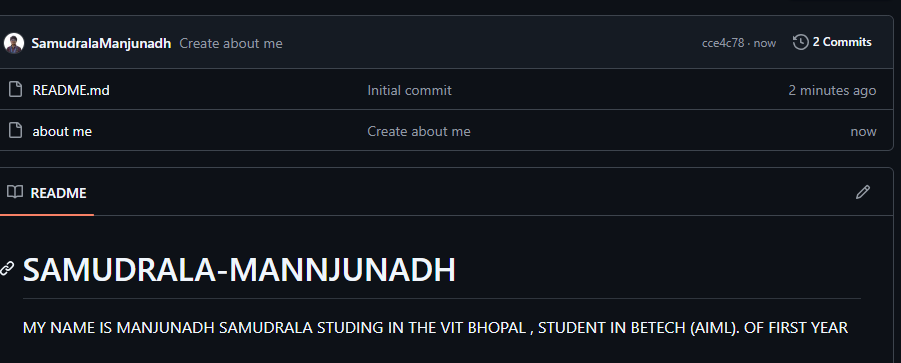 SamudralaManjunadh Create about me cce4c78 · now 2 Commits
README.md Initial commit 2 minutes ago
about me Create about me now
README
SAMUDRALA-MANNJUNADH
MY NAME IS MANJUNADH SAMUDRALA STUDING IN THE VIT BHOPAL , STUDENT IN BETECH (AIML). OF FIRST YEAR